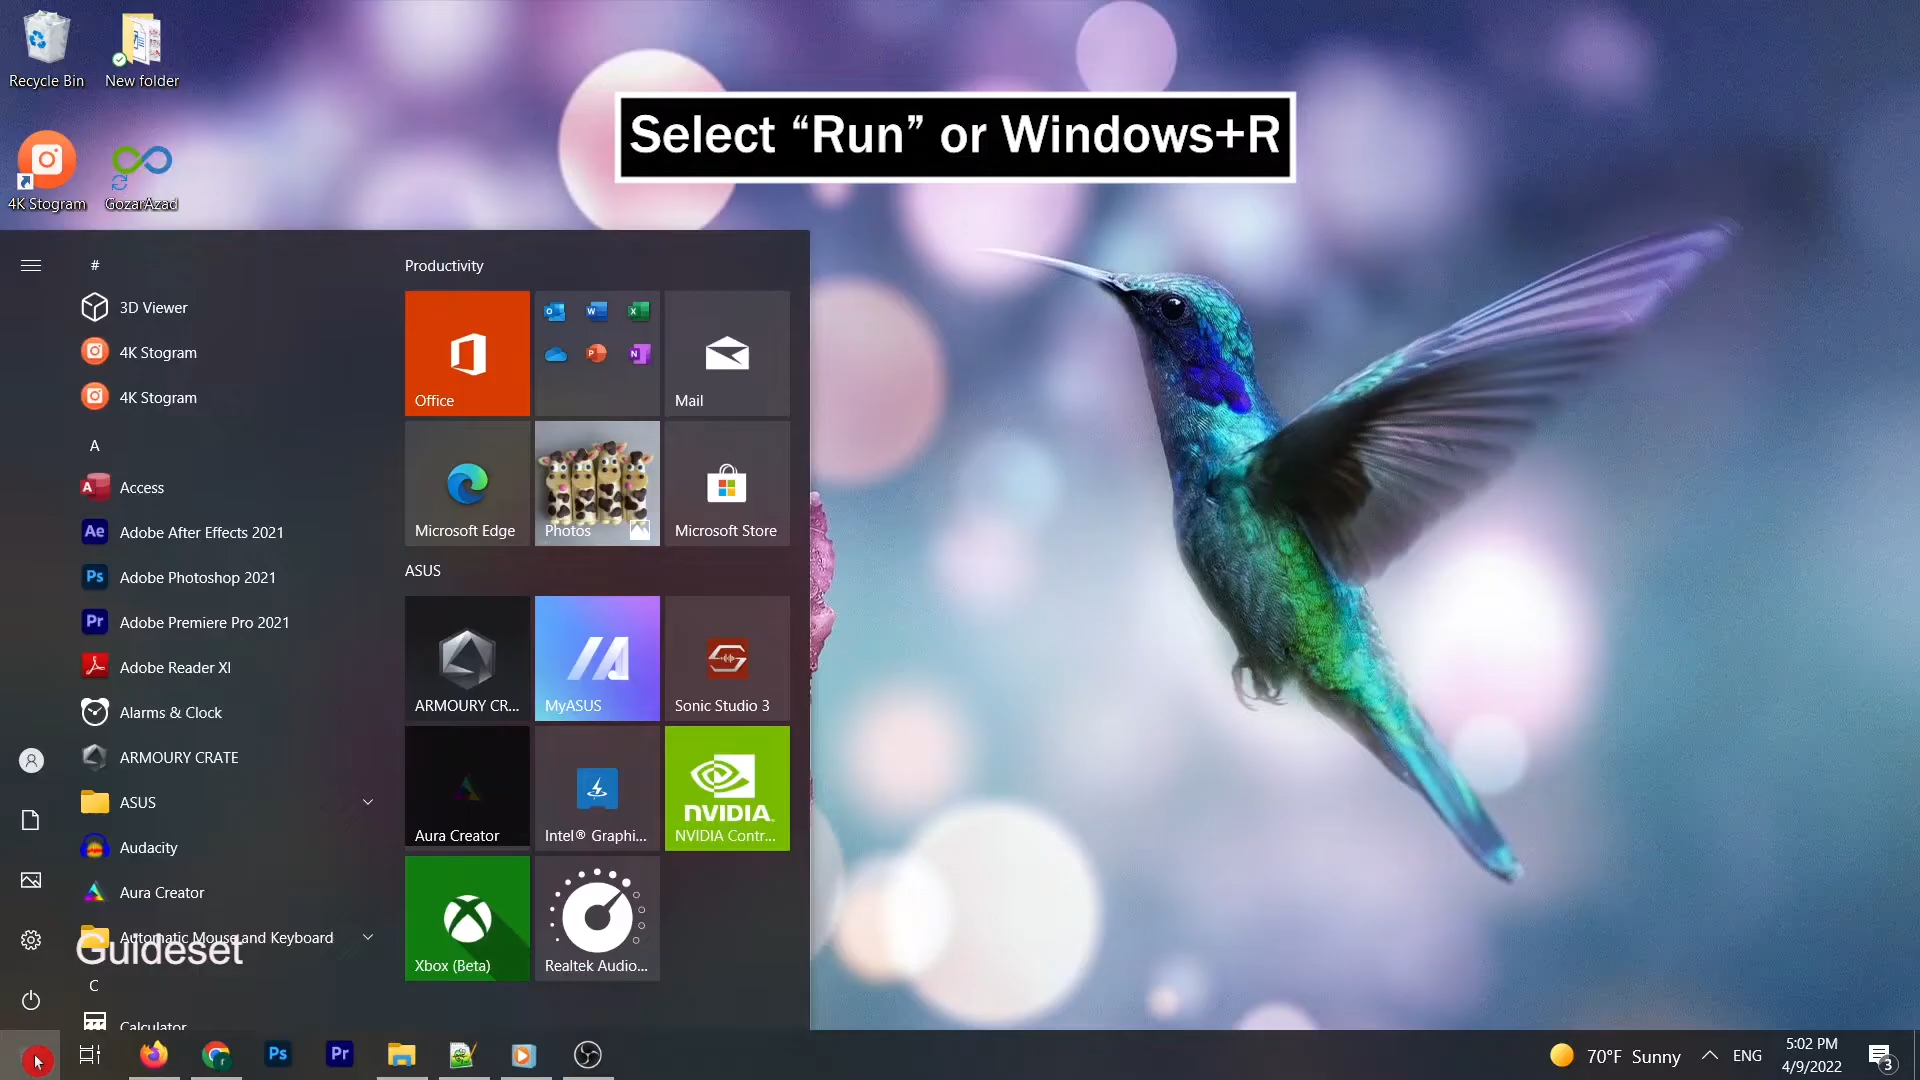 Recycle Bin
New folder
4K Stogram
GozarAzad
Select “Run” or Windows+R
#
3D Viewer
4K Stogram
4K Stogram
A
Access
Adobe After Effects 2021
Adobe Photoshop 2021
Adobe Premiere Pro 2021
Adobe Reader XI
Alarms & Clock
ARMOURY CRATE
ASUS
Audacity
Aura Creator
Automatic Mouse and Keyboard
Guideset
C
Calculator
Productivity
Office
Mail
Microsoft Edge
Photos
Microsoft Store
ASUS
ARMOURY CR...
MyASUS
Sonic Studio 3
Aura Creator
Intel® Graphi...
NVIDIA.
NVIDIA Contr...
Xbox (Beta)
Realtek Audio...
Ps
Pr
70°F Sunny
ENG
5:02 PM
4/9/2022
3